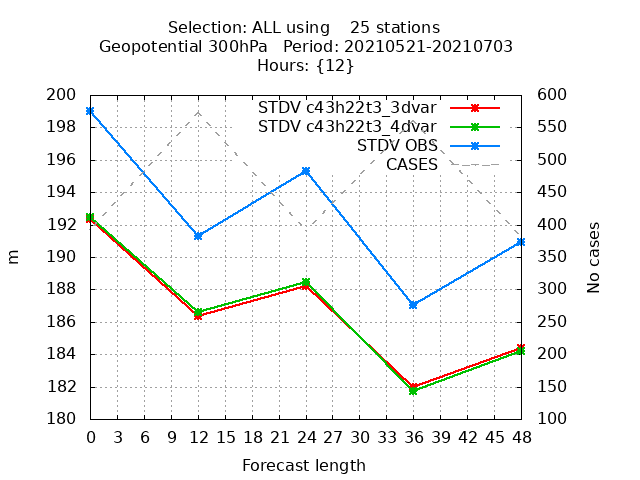 Selection: ALL using    25 stations
Geopotential 300hPa   Period: 20210521-20210703
Hours: {12}
STDV c43h22t3_3dvar
STDV c43h22t3_4dvar
STDV OBS
CASES
200
198
196
194
192
190
188
186
184
182
180
600
550
500
450
400
350
300
250
200
150
100
m
No cases
0 3 6 9 12 15 18 21 24 27 30 33 36 39 42 45 48
Forecast length